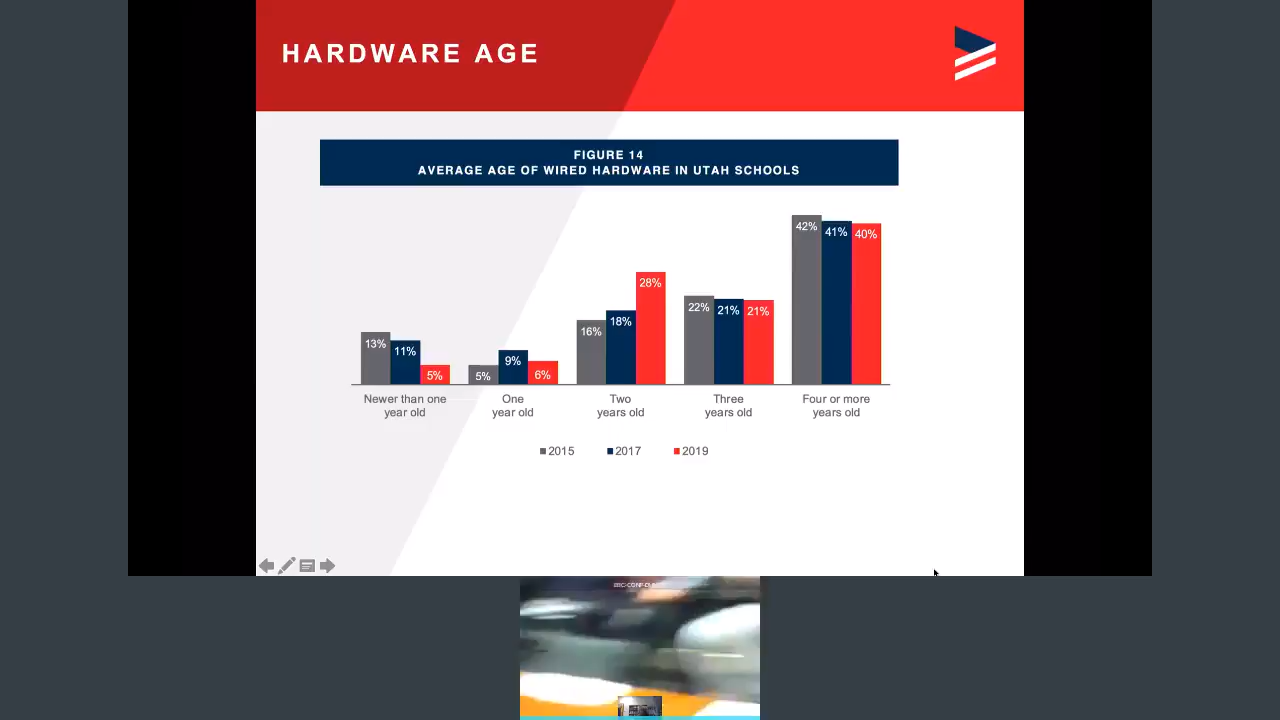 HARDWARE AGE
FIGURE 14
AVERAGE AGE OF WIRED HARDWARE IN UTAH SCHOOLS
13%
11%
5%
5%
9%
6%
16%
18%
28%
22%
21%
21%
42%
41%
40%
Newer than one
year old
One
year old
Two
years old
Three
years old
Four or more
years old
2015
2017
2019